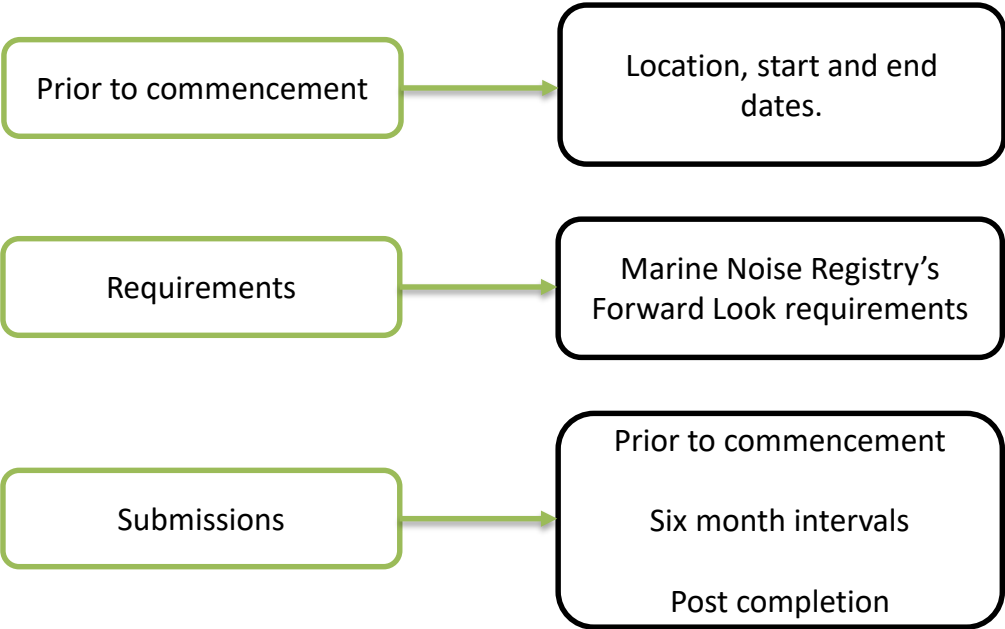 Prior to commencement
Location, start and end
dates.
Requirements
Marine Noise Registry’s
Forward Look requirements
Submissions
Prior to commencement
Six month intervals
Post completion